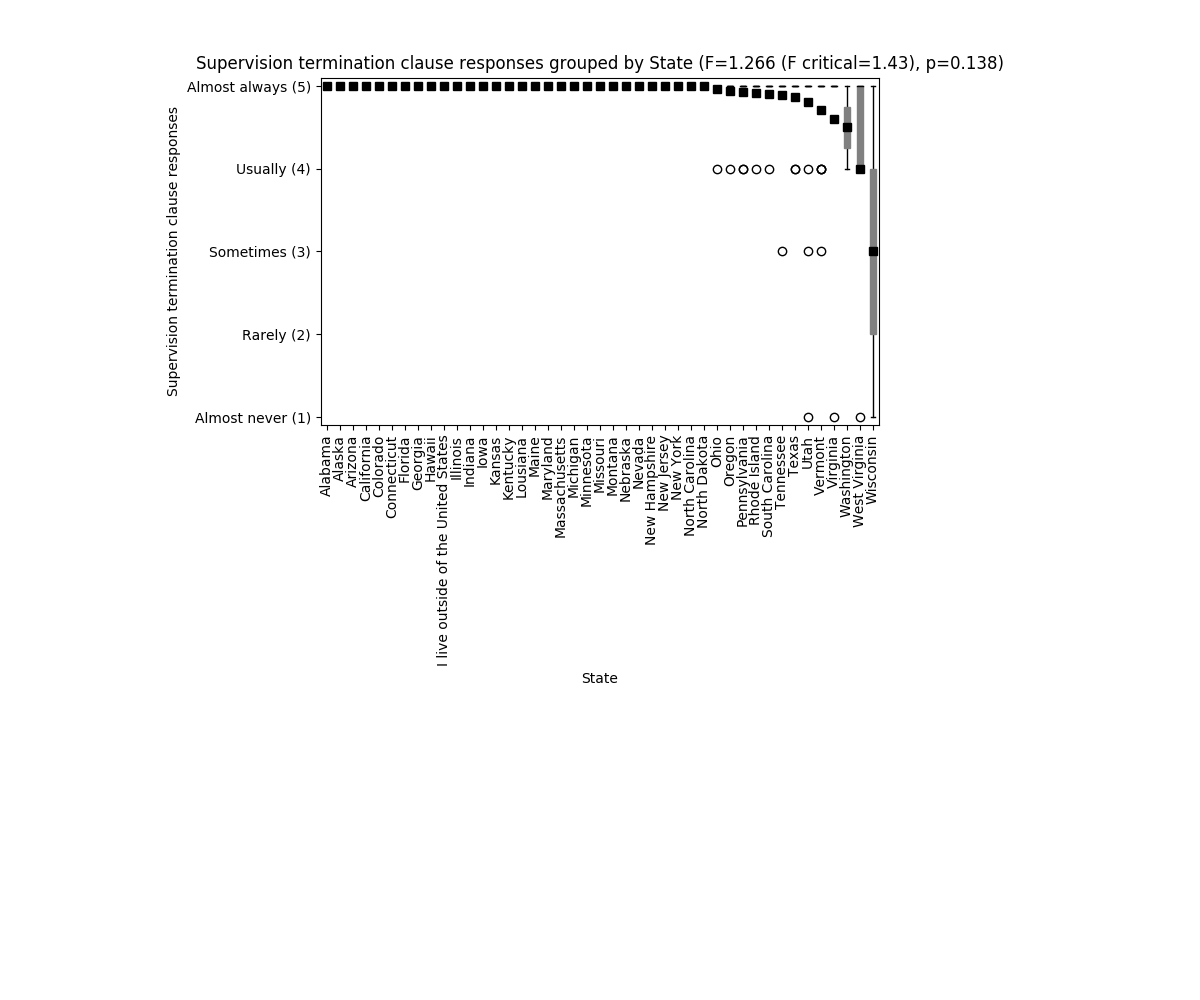 Supervision termination clause responses grouped by State (F=1.266 (F critical=1.43), p=0.138)
Supervision termination clause responses
Almost always (5)
Usually (4)
Sometimes (3)
Rarely (2)
Almost never (1)
Alabama
Alaska
Arizona
California
Colorado
Connecticut
Florida
Georgia
Hawaii
I live outside of the United States
Illinois
Indiana
Iowa
Kansas
Kentucky
Lousiana
Maine
Maryland
Massachusetts
Michigan
Minnesota
Missouri
Montana
Nebraska
Nevada
New Hampshire
New Jersey
New York
North Carolina
North Dakota
Ohio
Oregon
Pennsylvania
Rhode Island
South Carolina
Tennessee
Texas
Utah
Vermont
Virginia
Washington
West Virginia
Wisconsin
State